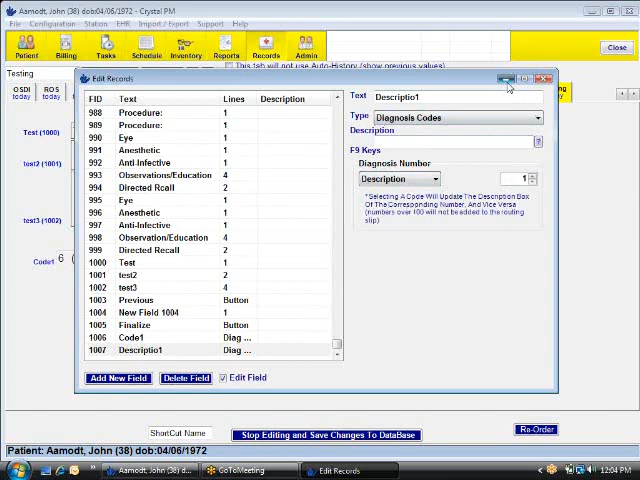 Aamodt, John (38) dob:04/06/1972 - Crystal PM
File Configuration Station EHR Import / Export Support Help
Patient Billing Tasks Schedule Inventory Reports Records Admin Close
This tab will not use Auto-History (show previous values)
Testing
OSDI today ROS today
Test (1000)
test2 (1001)
test3 (1002)
Code1 6 (
Edit Records
FID Text Lines Description
988 Procedure: 1
989 Procedure: 1
990 Eye 1
991 Anesthetic 1
992 Anti-Infective 1
993 Observations/Education 4
994 Directed Rcall 2
995 Eye 1
996 Anesthetic 1
997 Anti-Infective 1
998 Observation/Education 4
999 Directed Recall 2
1000 Test 1
1001 test2 2
1002 test3 4
1003 Previous Button
1004 New Field 1004 1
1005 Finalize Button
1006 Code1 Diag ...
1007 Descriptio1 Diag ...
Add New Field Delete Field Edit Field
Text Descriptio1
Type Diagnosis Codes
Description
?
F9 Keys
Diagnosis Number
Description 1
*Selecting A Code Will Update The Description Box
Of The Corresponding Number, And Vice Versa
(numbers over 100 will not be added to the routing
slip)
ShortCut Name Stop Editing and Save Changes To DataBase Re-Order
Patient: Aamodt, John (38) dob:04/06/1972
Aamodt, John (38) d... GoToMeeting Edit Records 12:04 PM